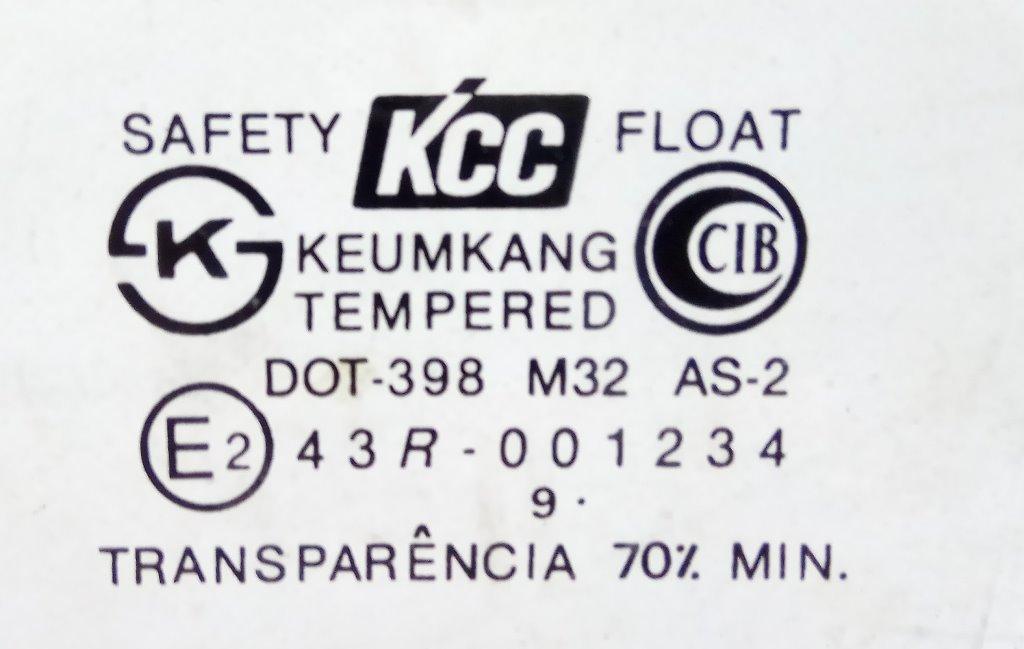 SAFETY KCC FLOAT
K KEUMKANG CIB
TEMPERED
DOT-398 M32 AS-2
E2 43R-001234
9 ·
TRANSPARÊNCIA 70% MIN.